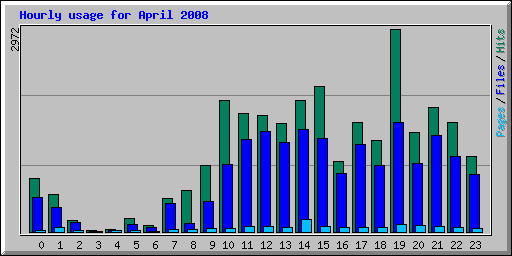 Hourly usage for April 2008
2972
Pages / Files / Hits
0 1 2 3 4 5 6 7 8 9 10 11 12 13 14 15 16 17 18 19 20 21 22 23